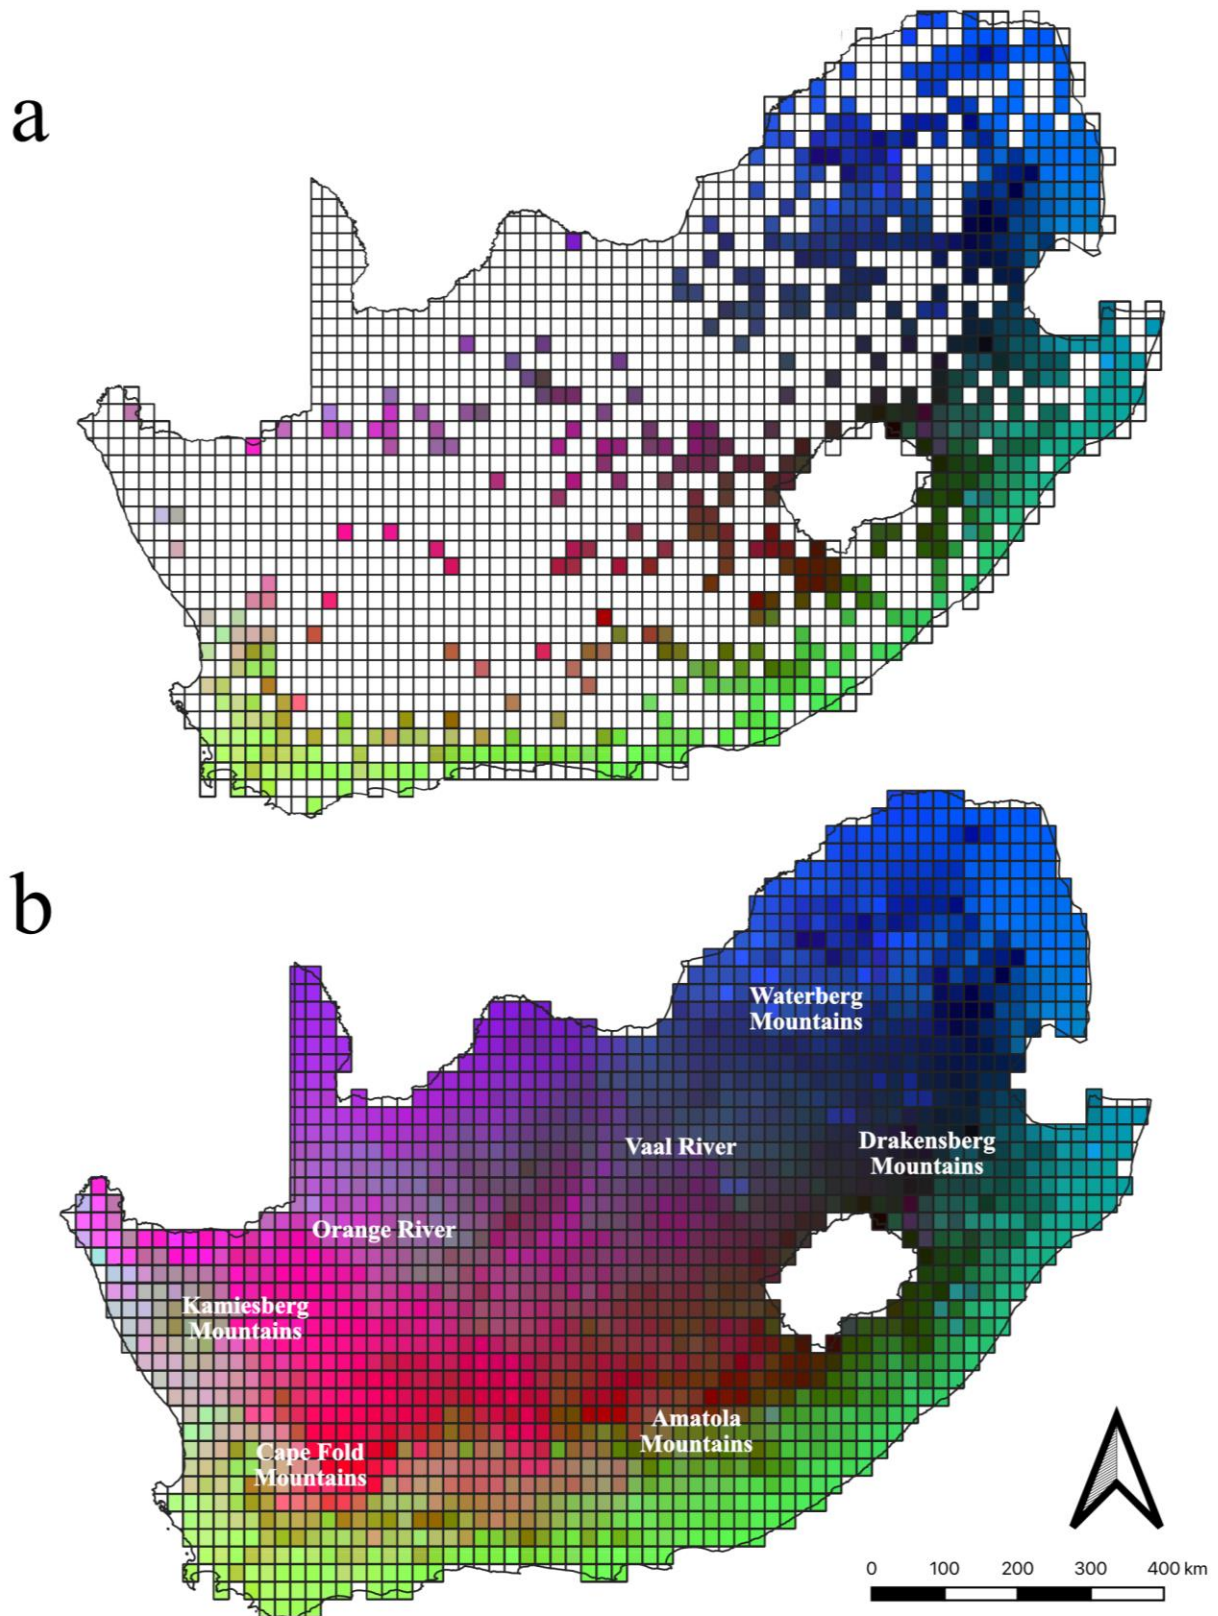 a
b
Waterberg
Mountains
Vaal River
Drakensberg
Mountains
Orange River
Kamiesberg
Mountains
Amatola
Mountains
Cape Fold
Mountains
0 100 200 300 400 km